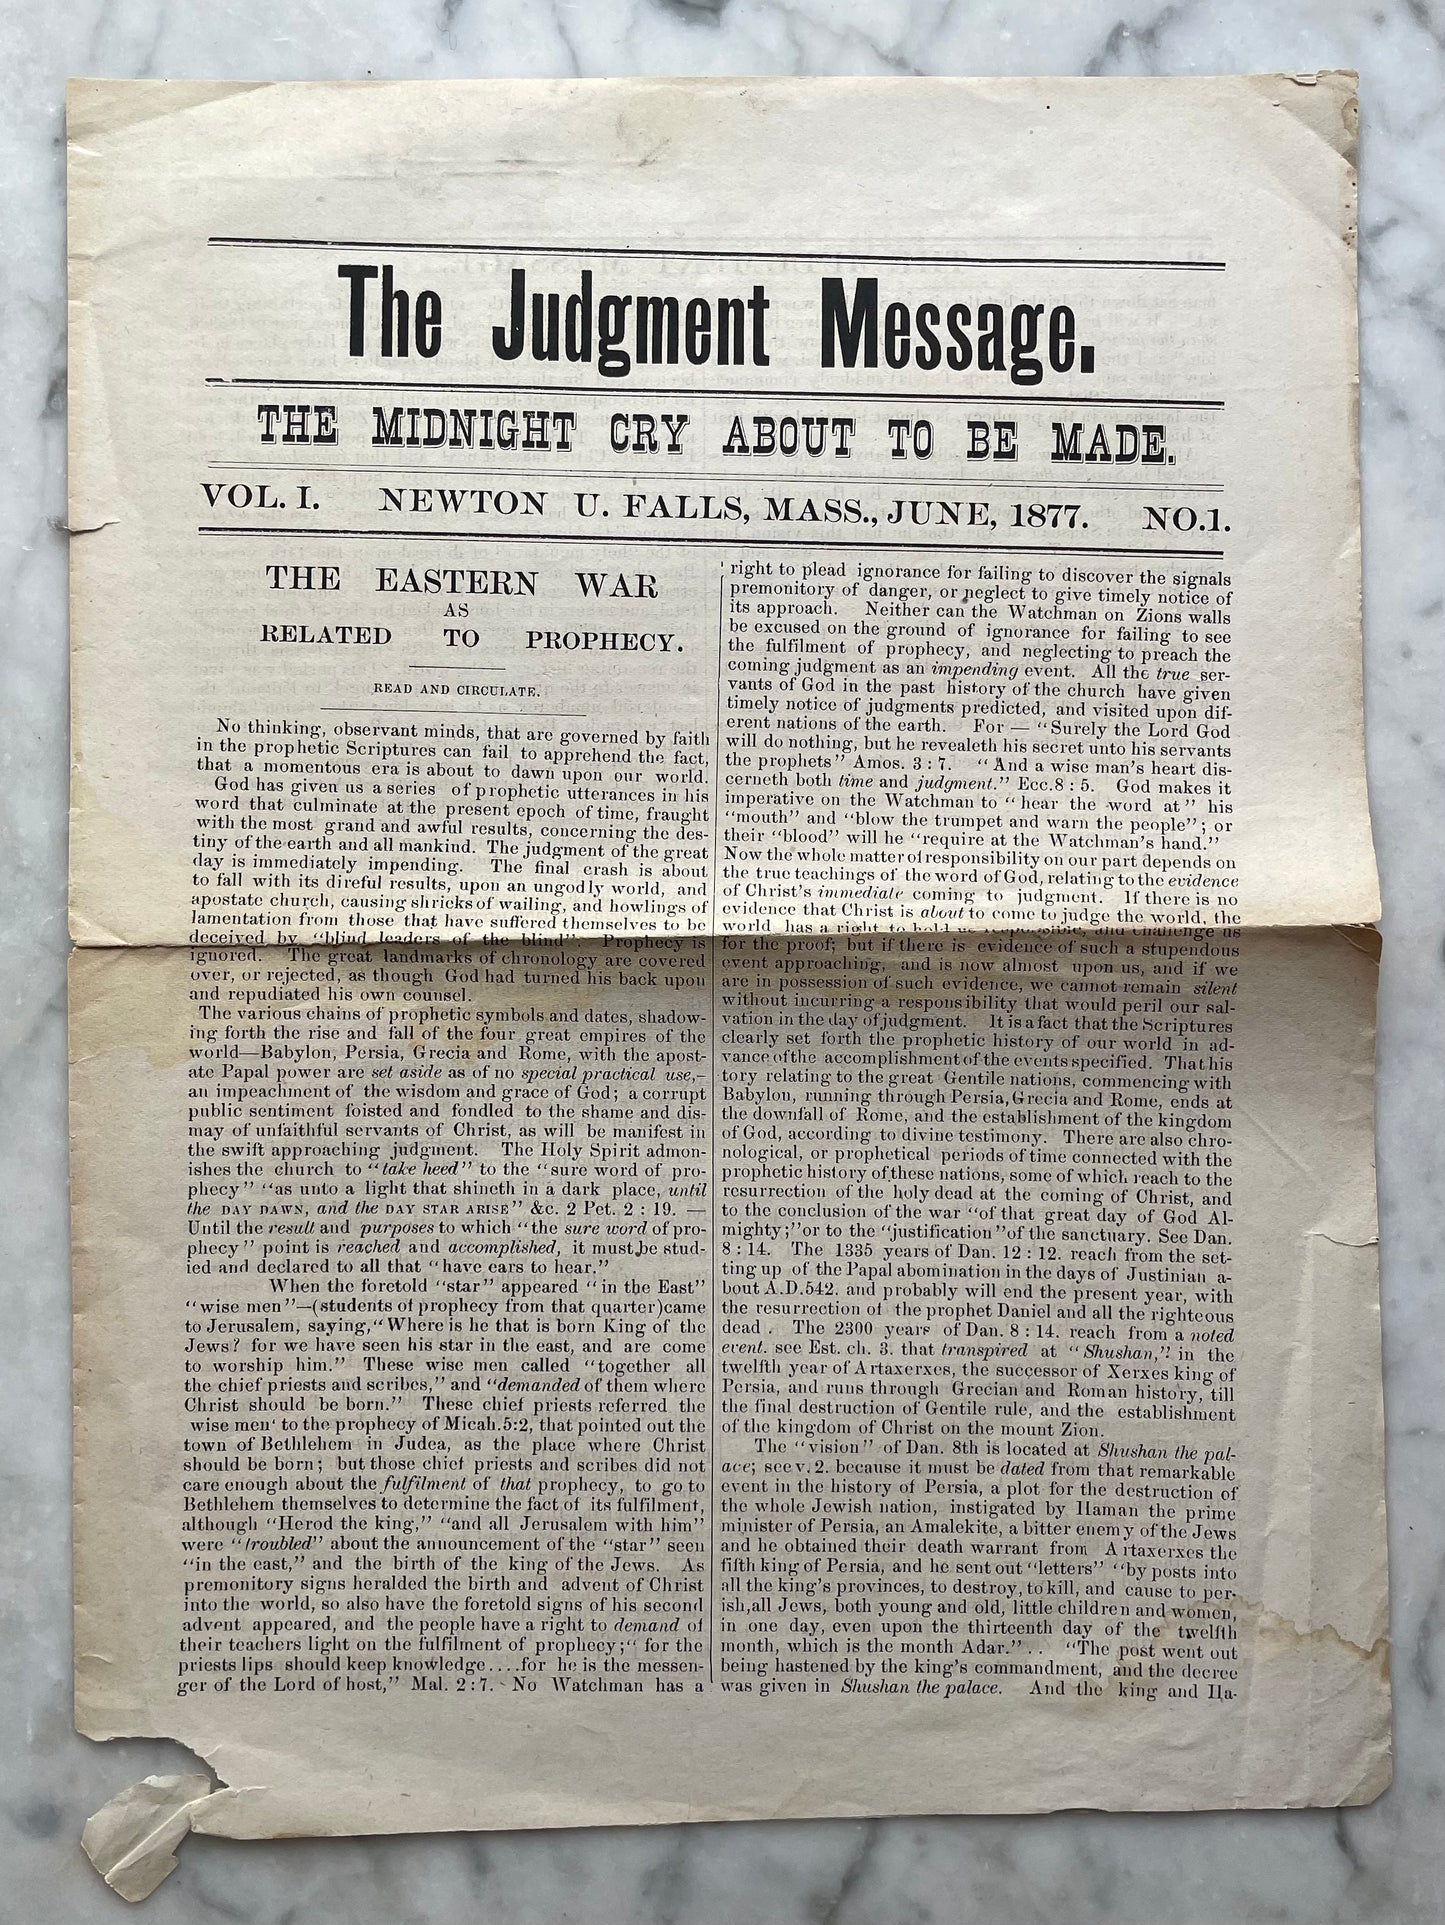 The Judgment Message.
THE MIDNIGHT CRY ABOUT TO BE MADE.
VOL. I. NEWTON U. FALLS, MASS., JUNE, 1877. NO.1.
THE EASTERN WAR
AS
RELATED TO PROPHECY.
READ AND CIRCULATE.
No thinking, observant minds, that are governed by faith
in the prophetic Scriptures can fail to apprehend the fact,
that a momentous era is about to dawn upon our world.
God has given us a series of prophetic utterances in his
word that culminate at the present epoch of time, fraught
with the most grand and awful results, concerning the des-
tiny of the earth and all mankind. The judgment of the great
day is immediately impending. The final crash is about
to fall with its direful results, upon an ungodly world, and
apostate church, causing shrieks of wailing, and howlings of
lamentation from those that have suffered themselves to be
deceived by "blind leaders of the blind". Prophecy is
ignored. The great landmarks of chronology are covered
over, or rejected, as though God had turned his back upon
and repudiated his own counsel.
The various chains of prophetic symbols and dates, shadow-
ing forth the rise and fall of the four great empires of the
world—Babylon, Persia, Grecia and Rome, with the apost-
ate Papal power are set aside as of no special practical use,—
an impeachment of the wisdom and grace of God; a corrupt
public sentiment foisted and fondled to the shame and dis-
may of unfaithful servants of Christ, as will be manifest in
the swift approaching judgment. The Holy Spirit admon-
ishes the church to "take heed" to the "sure word of pro-
phecy" "as unto a light that shineth in a dark place, until
the DAY DAWN, and the DAY STAR ARISE" &c. 2 Pet. 2 : 19. —
Until the result and purposes to which "the sure word of pro-
phecy" point is reached and accomplished, it must be stud-
ied and declared to all that "have ears to hear."
When the foretold "star" appeared "in the East"
"wise men"—(students of prophecy from that quarter)came
to Jerusalem, saying,"Where is he that is born King of the
Jews? for we have seen his star in the east, and are come
to worship him." These wise men called "together all
the chief priests and scribes," and "demanded of them where
Christ should be born." These chief priests referred the
wise men' to the prophecy of Micah.5:2, that pointed out the
town of Bethlehem in Judea, as the place where Christ
should be born; but those chief priests and scribes did not
care enough about the fulfilment of that prophecy, to go to
Bethlehem themselves to determine the fact of its fulfilment,
although "Herod the king," "and all Jerusalem with him"
were "troubled" about the announcement of the "star" seen
"in the east," and the birth of the king of the Jews. As
premonitory signs heralded the birth and advent of Christ
into the world, so also have the foretold signs of his second
advent appeared, and the people have a right to demand of
their teachers light on the fulfilment of prophecy;" for the
priests lips should keep knowledge....for he is the messen-
ger of the Lord of host," Mal. 2:7. No Watchman has a
right to plead ignorance for failing to discover the signals
premonitory of danger, or neglect to give timely notice of
its approach. Neither can the Watchman on Zions walls
be excused on the ground of ignorance for failing to see
the fulfilment of prophecy, and neglecting to preach the
coming judgment as an impending event. All the true ser-
vants of God in the past history of the church have given
timely notice of judgments predicted, and visited upon dif-
erent nations of the earth. For — "Surely the Lord God
will do nothing, but he revealeth his secret unto his servants
the prophets" Amos. 3 : 7. "And a wise man's heart dis-
cerneth both time and judgment." Ecc.8 : 5. God makes it
imperative on the Watchman to "hear the word at" his
"mouth" and "blow the trumpet and warn the people"; or
their "blood" will he "require at the Watchman's hand."
Now the whole matter of responsibility on our part depends on
the true teachings of the word of God, relating to the evidence
of Christ's immediate coming to judgment. If there is no
evidence that Christ is about to come to judge the world, the
world has a right to hold us responsible, and challenge us
for the proof; but if there is evidence of such a stupendous
event approaching, and is now almost upon us, and if we
are in possession of such evidence, we cannot remain silent
without incurring a responsibility that would peril our sal-
vation in the day of judgment. It is a fact that the Scriptures
clearly set forth the prophetic history of our world in ad-
vance of the accomplishment of the events specified. That his
tory relating to the great Gentile nations, commencing with
Babylon, running through Persia, Grecia and Rome, ends at
the downfall of Rome, and the establishment of the kingdom
of God, according to divine testimony. There are also chro-
nological, or prophetical periods of time connected with the
prophetic history of these nations, some of which reach to the
resurrection of the holy dead at the coming of Christ, and
to the conclusion of the war "of that great day of God Al-
mighty;"or to the "justification"of the sanctuary. See Dan.
8 : 14. The 1335 years of Dan. 12 : 12. reach from the set-
ting up of the Papal abomination in the days of Justinian a-
bout A.D.542. and probably will end the present year, with
the resurrection of the prophet Daniel and all the righteous
dead . The 2300 years of Dan. 8 : 14. reach from a noted
event. see Est. ch. 3. that transpired at "Shushan," in the
twelfth year of Artaxerxes, the successor of Xerxes king of
Persia, and runs through Grecian and Roman history, till
the final destruction of Gentile rule, and the establishment
of the kingdom of Christ on the mount Zion.
The "vision" of Dan. 8th is located at Shushan the pal-
ace; see v. 2. because it must be dated from that remarkable
event in the history of Persia, a plot for the destruction of
the whole Jewish nation, instigated by Haman the prime
minister of Persia, an Amalekite, a bitter enemy of the Jews
and he obtained their death warrant from Artaxerxes the
fifth king of Persia, and he sent out "letters" "by posts into
all the king's provinces, to destroy, to kill, and cause to per-
ish,all Jews, both young and old, little children and women,
in one day, even upon the thirteenth day of the twelfth
month, which is the month Adar." . . "The post went out
being hastened by the king's commandment, and the decree
was given in Shushan the palace. And the king and Ha-